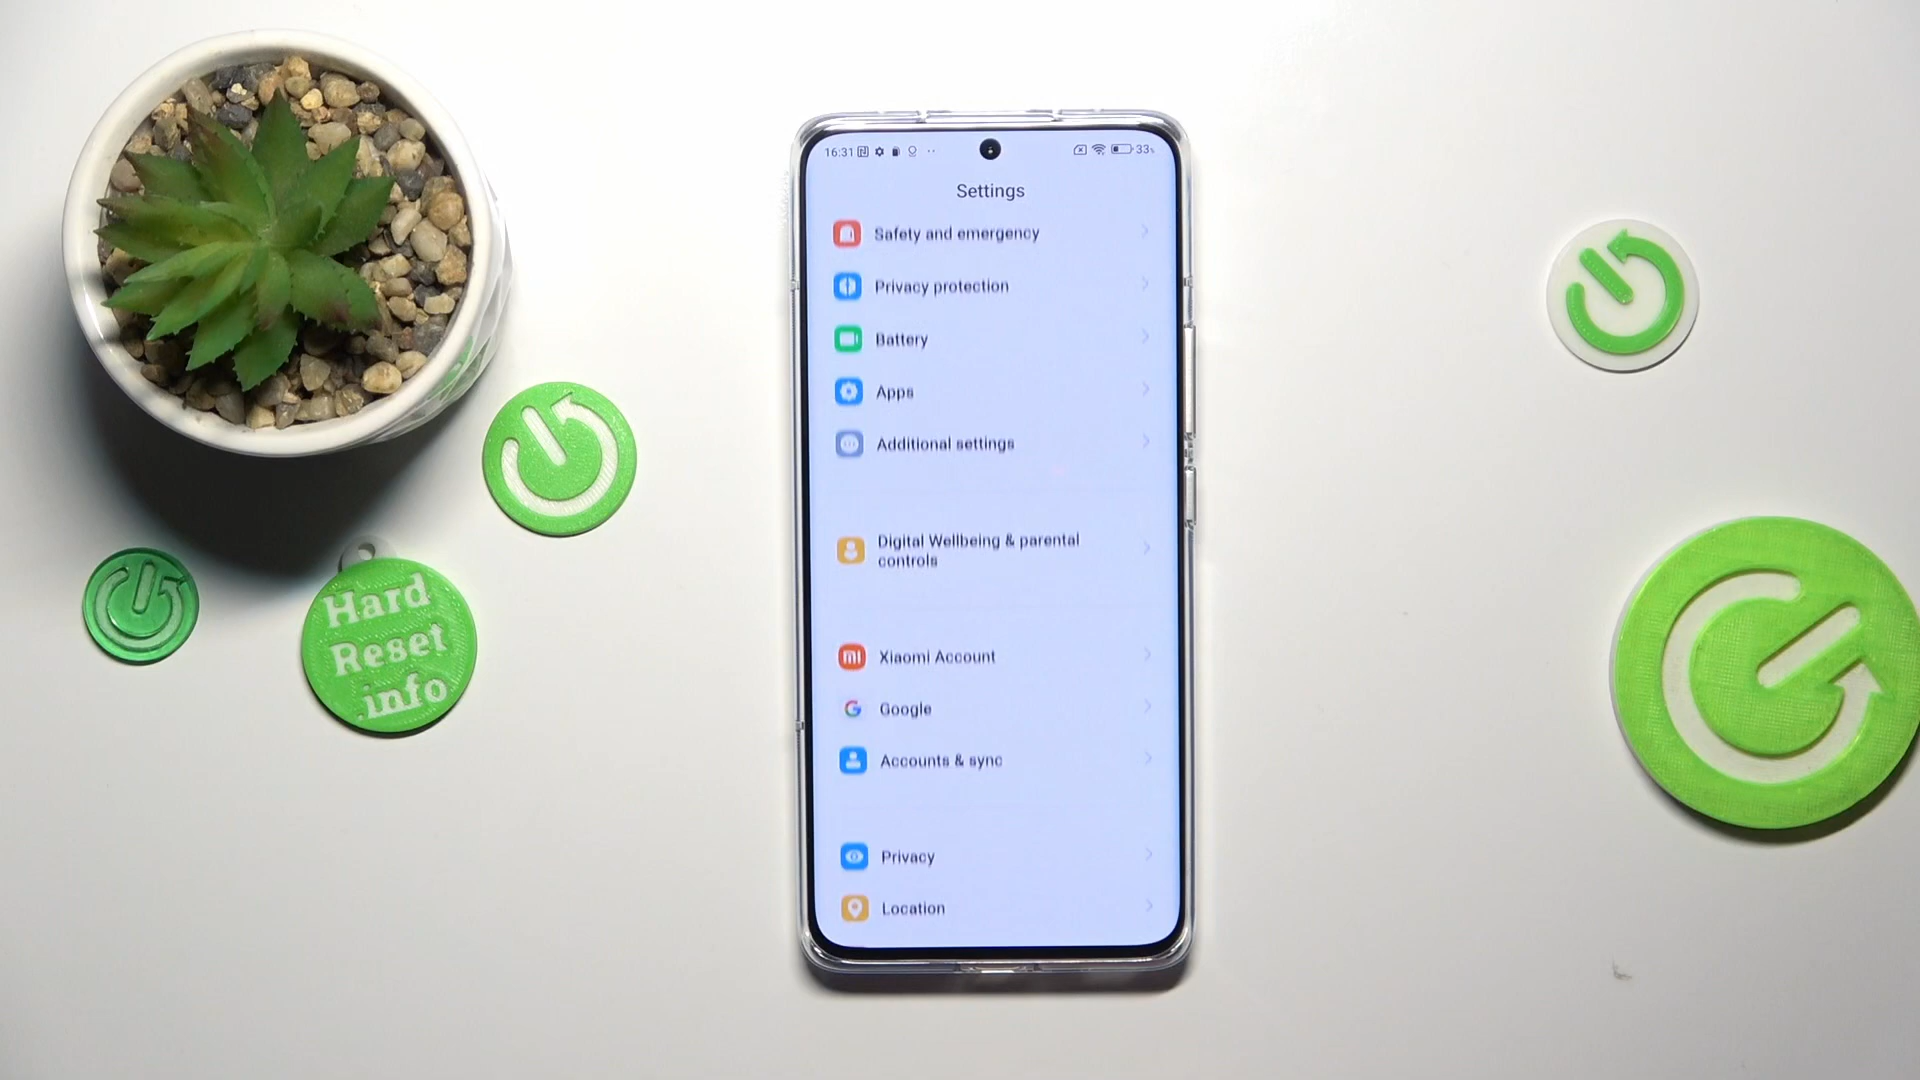 16:31
33%
Settings
Safety and emergency
Privacy protection
Battery
Apps
Additional settings
Digital Wellbeing & parental
controls
Xiaomi Account
Google
Accounts & sync
Privacy
Location
Hard
Reset
.info